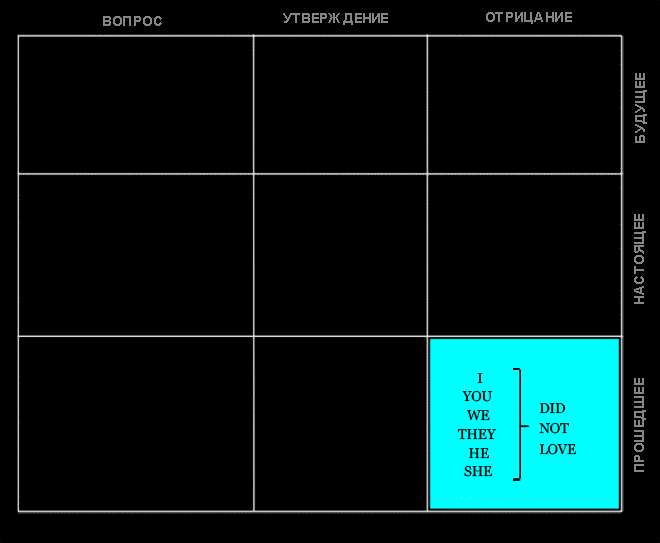 ВОПРОС
УТВЕРЖДЕНИЕ
ОТРИЦАНИЕ
БУДУЩЕЕ
НАСТОЯЩЕЕ
ПРОШЕДШЕЕ
I
YOU
WE
THEY
HE
SHE
DID
NOT
LOVE